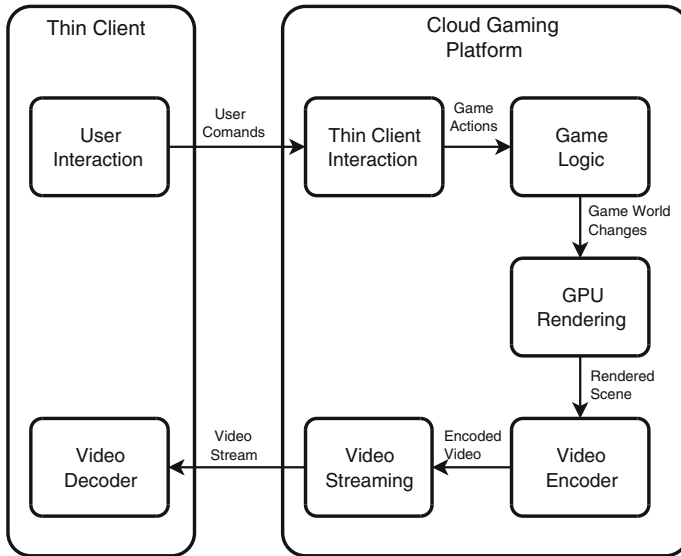 Thin Client
Cloud Gaming
Platform
User
Interaction
User
Comands
Thin Client
Interaction
Game
Actions
Game
Logic
Game World
Changes
GPU
Rendering
Rendered
Scene
Video
Decoder
Video
Stream
Video
Streaming
Encoded
Video
Video
Encoder